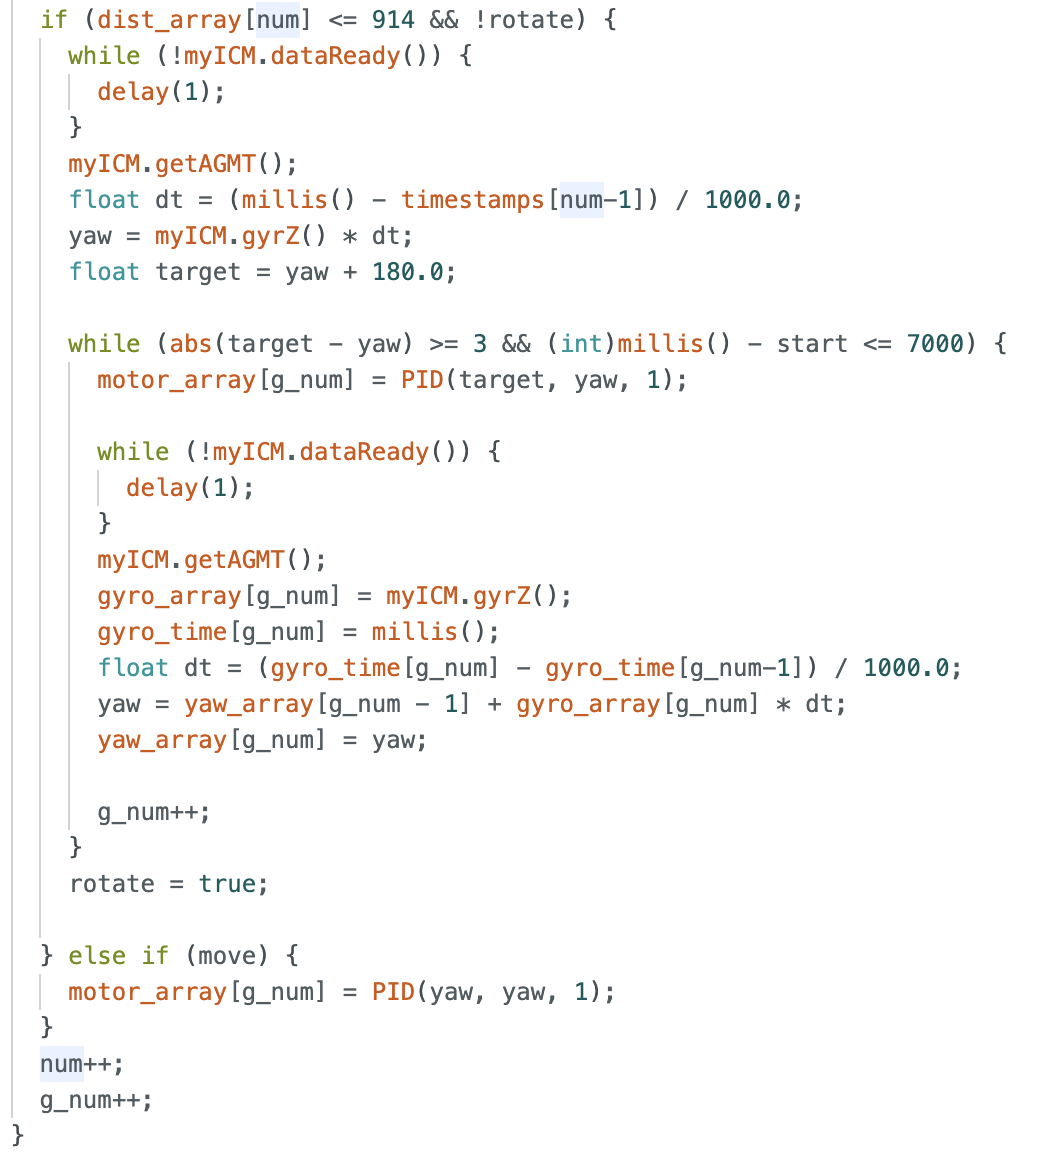 if (dist_array[num] <= 914 && !rotate) {
while (!myICM.dataReady()) {
delay(1);
}
myICM.getAGMT();
float dt = (millis() - timestamps[num-1]) / 1000.0;
yaw = myICM.gyrZ() * dt;
float target = yaw + 180.0;
while (abs(target - yaw) >= 3 && (int)millis() - start <= 7000) {
motor_array[g_num] = PID(target, yaw, 1);
while (!myICM.dataReady()) {
delay(1);
}
myICM.getAGMT();
gyro_array[g_num] = myICM.gyrZ();
gyro_time[g_num] = millis();
float dt = (gyro_time[g_num] - gyro_time[g_num-1]) / 1000.0;
yaw = yaw_array[g_num - 1] + gyro_array[g_num] * dt;
yaw_array[g_num] = yaw;
g_num++;
}
rotate = true;
} else if (move) {
motor_array[g_num] = PID(yaw, yaw, 1);
}
num++;
g_num++;
}